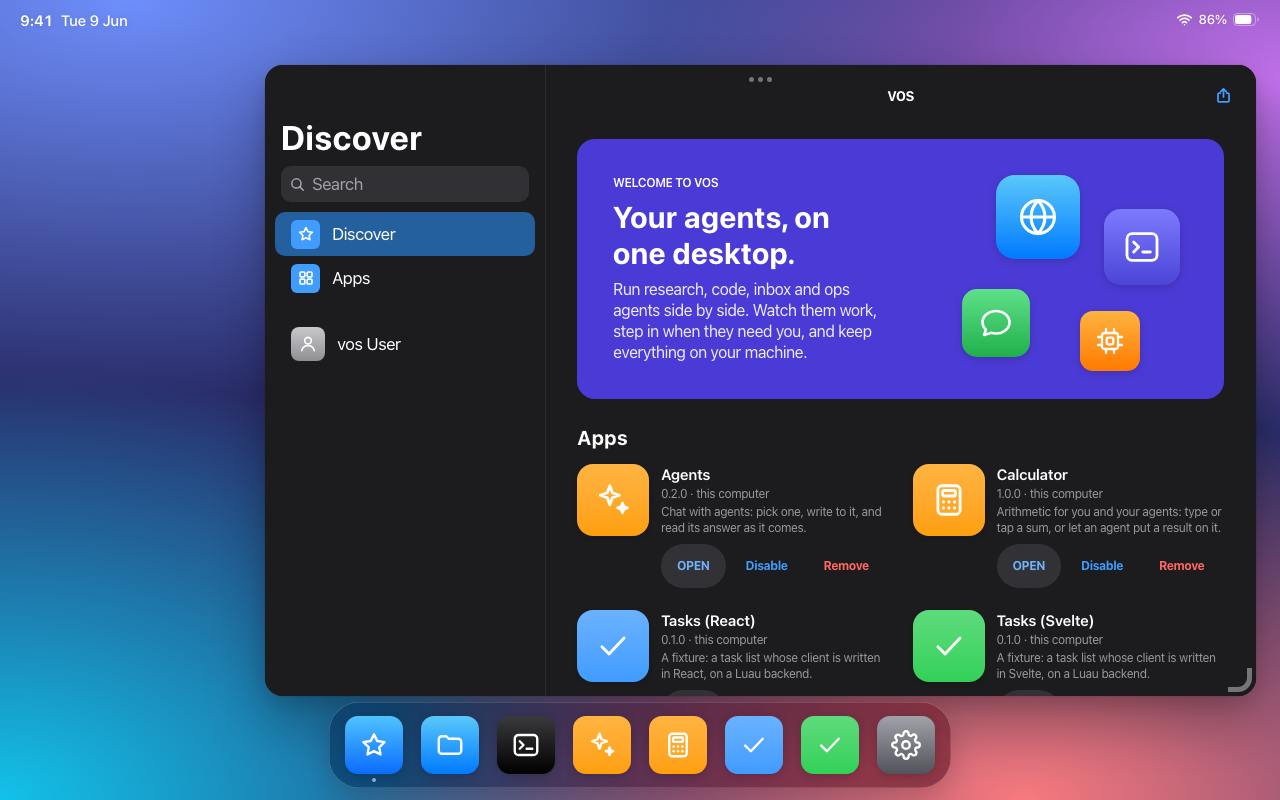 9:41 Tue 9 Jun
86%
VOS
Discover
Search
Discover
Apps
vos User
WELCOME TO VOS
Your agents, on
one desktop.
Run research, code, inbox and ops
agents side by side. Watch them work,
step in when they need you, and keep
everything on your machine.
Apps
Agents
0.2.0 · this computer
Chat with agents: pick one, write to it, and
read its answer as it comes.
OPEN Disable Remove
Calculator
1.0.0 · this computer
Arithmetic for you and your agents: type or
tap a sum, or let an agent put a result on it.
OPEN Disable Remove
Tasks (React)
0.1.0 · this computer
A fixture: a task list whose client is written
in React, on a Luau backend.
Tasks (Svelte)
0.1.0 · this computer
A fixture: a task list whose client is written
in Svelte, on a Luau backend.